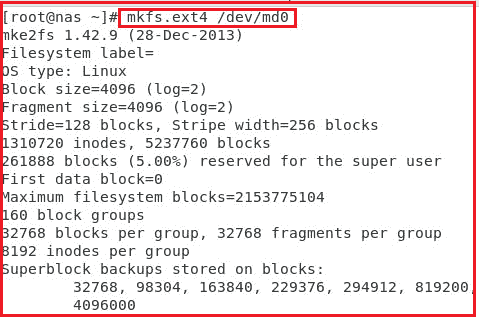 [root@nas ~]# mkfs.ext4 /dev/md0
mke2fs 1.42.9 (28-Dec-2013)
Filesystem label=
OS type: Linux
Block size=4096 (log=2)
Fragment size=4096 (log=2)
Stride=128 blocks, Stripe width=256 blocks
1310720 inodes, 5237760 blocks
261888 blocks (5.00%) reserved for the super user
First data block=0
Maximum filesystem blocks=2153775104
160 block groups
32768 blocks per group, 32768 fragments per group
8192 inodes per group
Superblock backups stored on blocks:
32768, 98304, 163840, 229376, 294912, 819200,
4096000